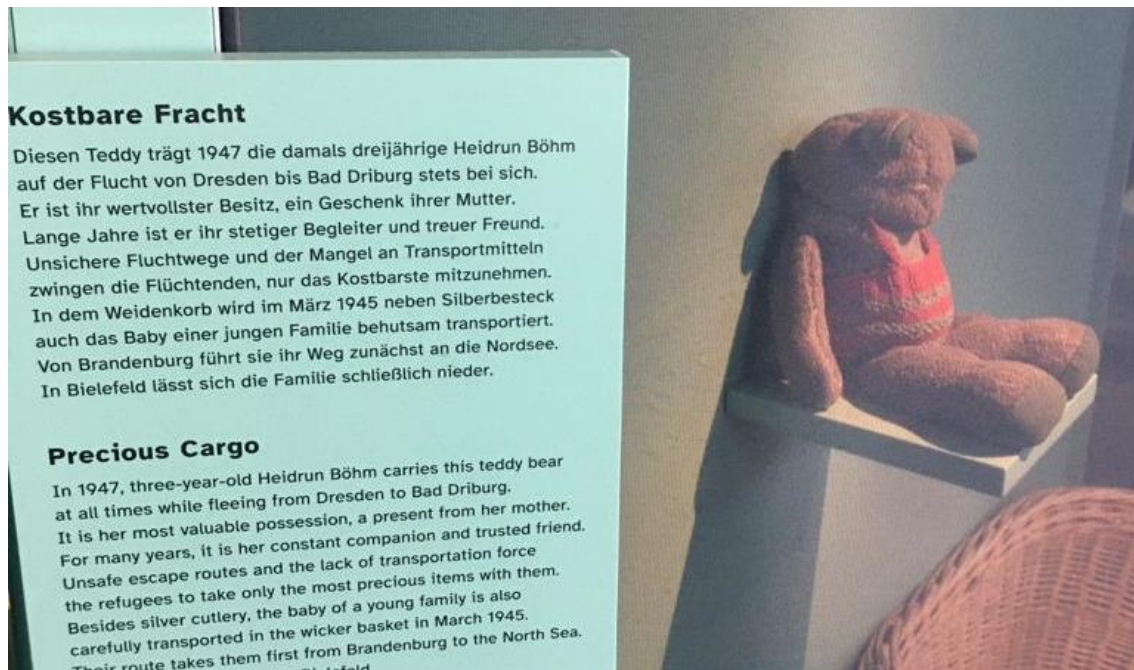 Kostbare Fracht
Diesen Teddy trägt 1947 die damals dreijährige Heidrun Böhm
auf der Flucht von Dresden bis Bad Driburg stets bei sich.
Er ist ihr wertvollster Besitz, ein Geschenk ihrer Mutter.
Lange Jahre ist er ihr stetiger Begleiter und treuer Freund.
Unsichere Fluchtwege und der Mangel an Transportmitteln
zwingen die Flüchtenden, nur das Kostbarste mitzunehmen.
In dem Weidenkorb wird im März 1945 neben Silberbesteck
auch das Baby einer jungen Familie behutsam transportiert.
Von Brandenburg führt sie ihr Weg zunächst an die Nordsee.
In Bielefeld lässt sich die Familie schließlich nieder.
Precious Cargo
In 1947, three-year-old Heidrun Böhm carries this teddy bear
at all times while fleeing from Dresden to Bad Driburg.
It is her most valuable possession, a present from her mother.
For many years, it is her constant companion and trusted friend.
Unsafe escape routes and the lack of transportation force
the refugees to take only the most precious items with them.
Besides silver cutlery, the baby of a young family is also
carefully transported in the wicker basket in March 1945.
Their route takes them first from Brandenburg to the North Sea.
Bielefeld